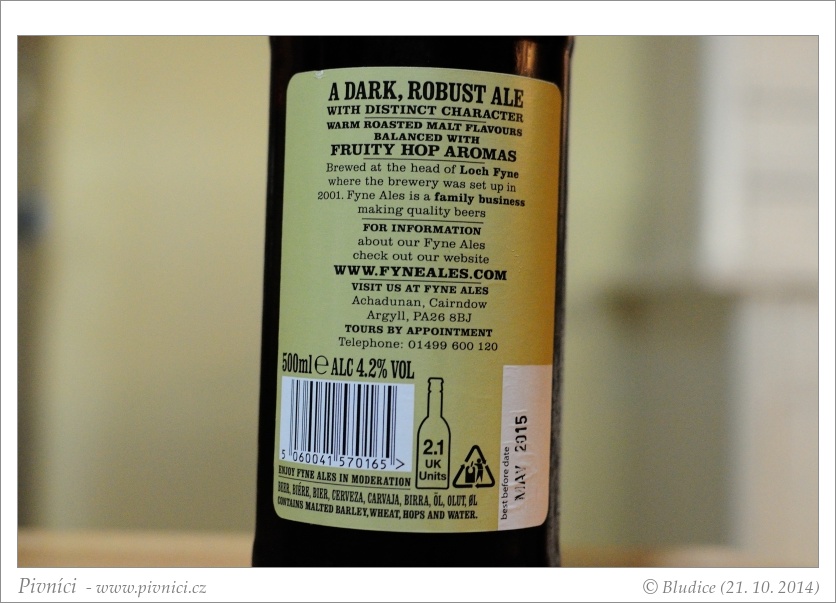 A DARK, ROBUST ALE
WITH DISTINCT CHARACTER
WARM ROASTED MALT FLAVOURS
BALANCED WITH
FRUITY HOP AROMAS
Brewed at the head of Loch Fyne
where the brewery was set up in
2001. Fyne Ales is a family business
making quality beers
FOR INFORMATION
about our Fyne Ales
check out our website
WWW.FYNEALES.COM
VISIT US AT FYNE ALES
Achadunan, Cairndow
Argyll, PA26 8BJ
TOURS BY APPOINTMENT
Telephone: 01499 600 120
500ml e ALC 4.2% VOL
5 060041 570165 >
2.1
UK
Units
best before date
MAY 2015
ENJOY FYNE ALES IN MODERATION
BEER, BIÈRE, BIER, CERVEZA, CARVAJA, BIRRA, ÖL, OLUT, ØL
CONTAINS MALTED BARLEY, WHEAT, HOPS AND WATER.
Pivníci - www.pivnici.cz
© Bludice (21. 10. 2014)